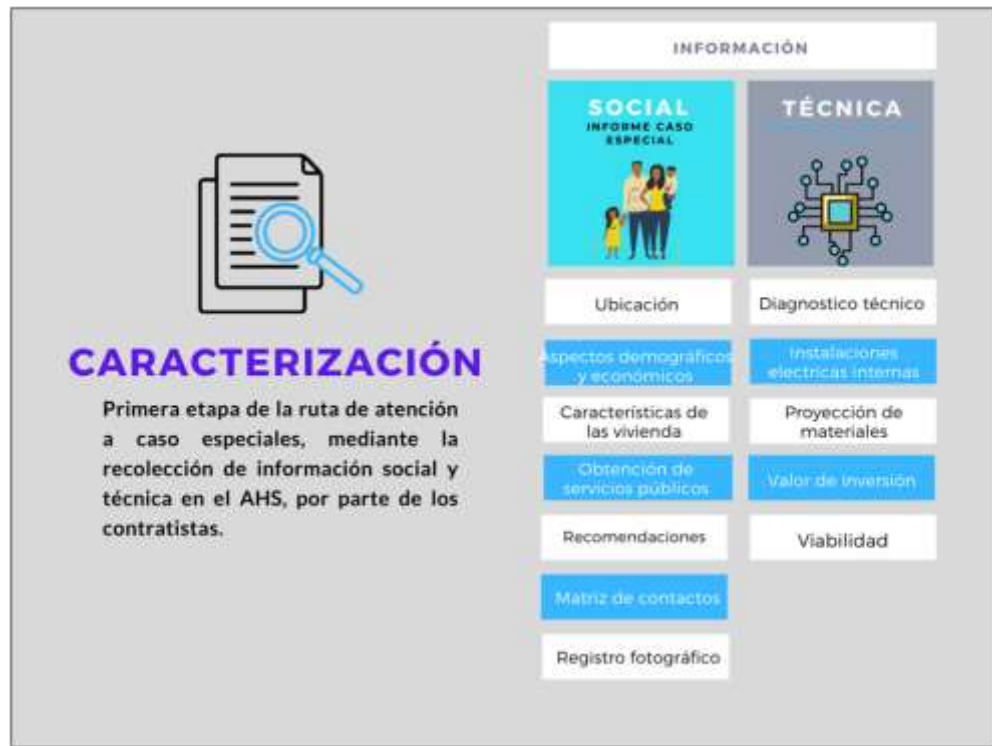 CARACTERIZACIÓN
Primera etapa de la ruta de atención
a caso especiales, mediante la
recolección de información social y
técnica en el AHS, por parte de los
contratistas.
INFORMACIÓN
SOCIAL
INFORME CASO
ESPECIAL
Ubicación
Aspectos demográficos
y económicos
Características de
las vivienda
Obtención de
servicios públicos
Recomendaciones
Matriz de contactos
Registro fotográfico
TÉCNICA
Diagnostico técnico
Instalaciones
electricas internas
Proyección de
materiales
Valor de inversión
Viabilidad